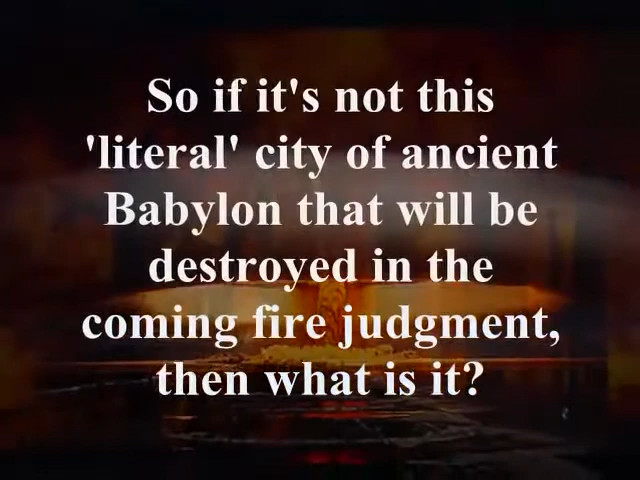 So if it's not this
'literal' city of ancient
Babylon that will be
destroyed in the
coming fire judgment,
then what is it?